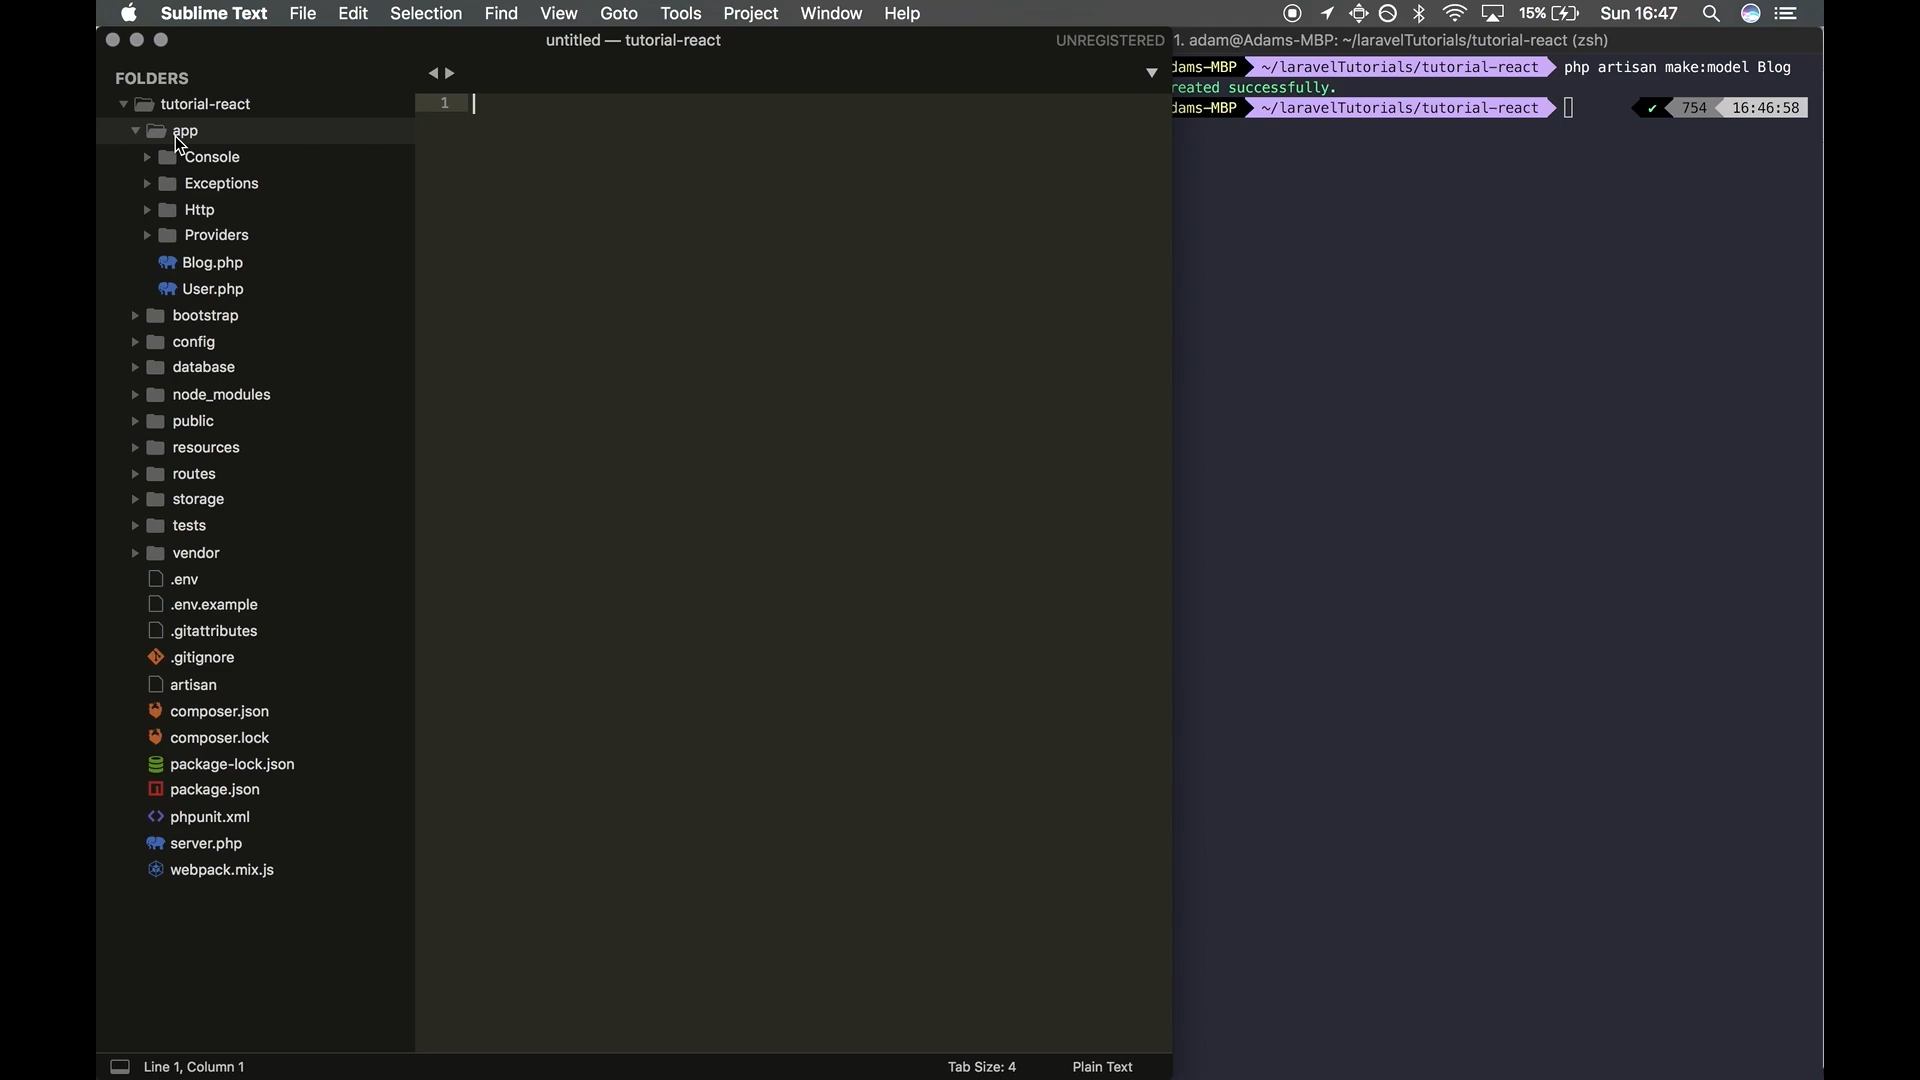 Sublime Text File Edit Selection Find View Goto Tools Project Window Help 15% Sun 16:47
untitled — tutorial-react UNREGISTERED
1. adam@Adams-MBP: ~/laravelTutorials/tutorial-react (zsh)
FOLDERS
tutorial-react
app
Console
Exceptions
Http
Providers
Blog.php
User.php
bootstrap
config
database
node_modules
public
resources
routes
storage
tests
vendor
.env
.env.example
.gitattributes
.gitignore
artisan
composer.json
composer.lock
package-lock.json
package.json
phpunit.xml
server.php
webpack.mix.js
1
dams-MBP ~/laravelTutorials/tutorial-react php artisan make:model Blog
reated successfully.
dams-MBP ~/laravelTutorials/tutorial-react ✔ 754 16:46:58
Line 1, Column 1 Tab Size: 4 Plain Text